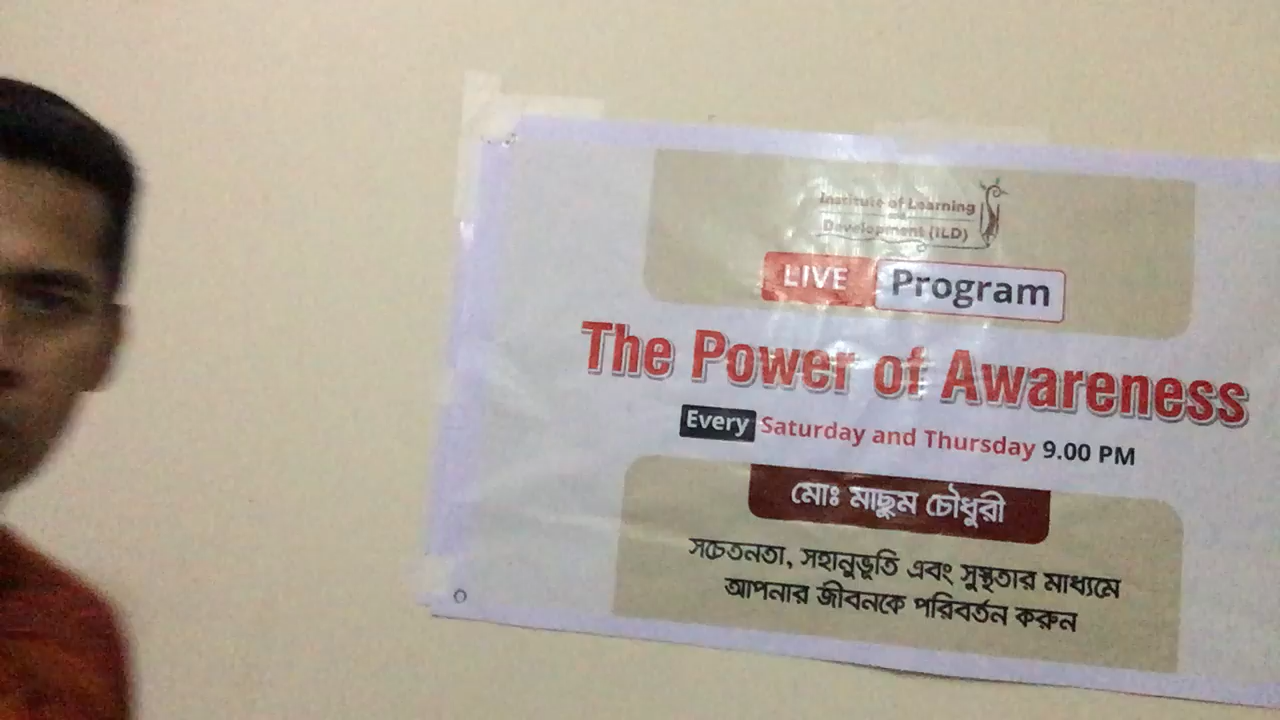 Institute of Learning
and
Development (ILD)
LIVE Program
The Power of Awareness
Every Saturday and Thursday 9.00 PM
মোঃ মাছুম চৌধুরী
সচেতনতা, সহানুভূতি এবং সুস্থতার মাধ্যমে
আপনার জীবনকে পরিবর্তন করুন